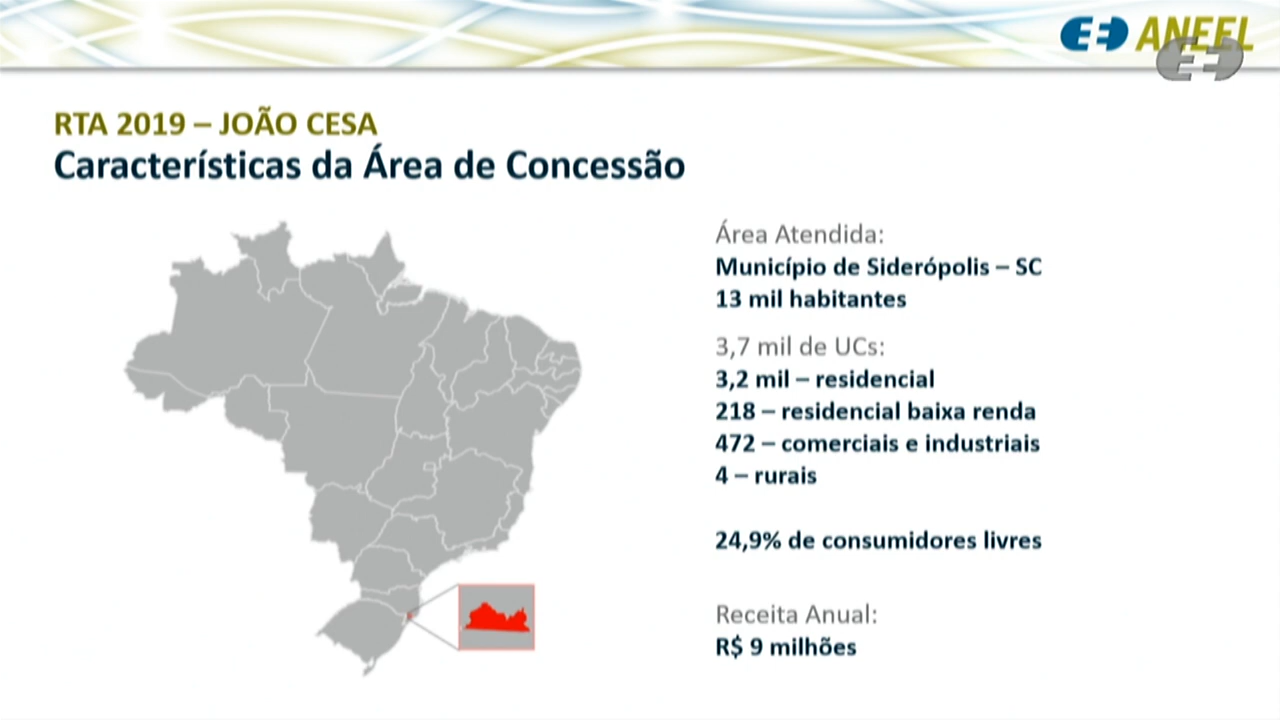 ANEEL
RTA 2019 – JOÃO CESA
Características da Área de Concessão
Área Atendida:
Município de Siderópolis – SC
13 mil habitantes
3,7 mil de UCs:
3,2 mil – residencial
218 – residencial baixa renda
472 – comerciais e industriais
4 – rurais
24,9% de consumidores livres
Receita Anual:
R$ 9 milhões